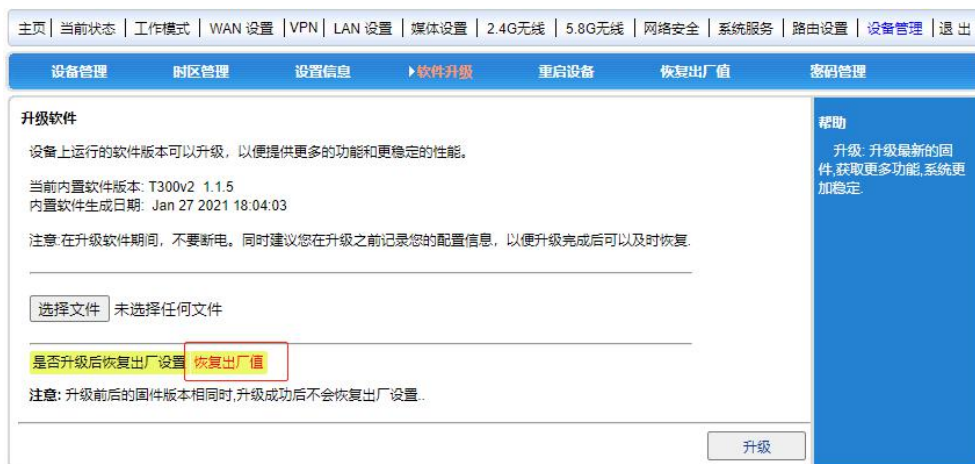 主页 | 当前状态 | 工作模式 | WAN 设置 | VPN | LAN 设置 | 媒体设置 | 2.4G无线 | 5.8G无线 | 网络安全 | 系统服务 | 路由设置 | 设备管理 | 退 出
设备管理 时区管理 设置信息 软件升级 重启设备 恢复出厂值 密码管理
升级软件
设备上运行的软件版本可以升级，以便提供更多的功能和更稳定的性能。
当前内置软件版本: T300v2 1.1.5
内置软件生成日期: Jan 27 2021 18:04:03
注意:在升级软件期间，不要断电。同时建议您在升级之前记录您的配置信息，以便升级完成后可以及时恢复.
选择文件 未选择任何文件
是否升级后恢复出厂设置 恢复出厂值
注意: 升级前后的固件版本相同时,升级成功后不会恢复出厂设置..
升级
帮助
升级: 升级最新的固
件,获取更多功能,系统更
加稳定.